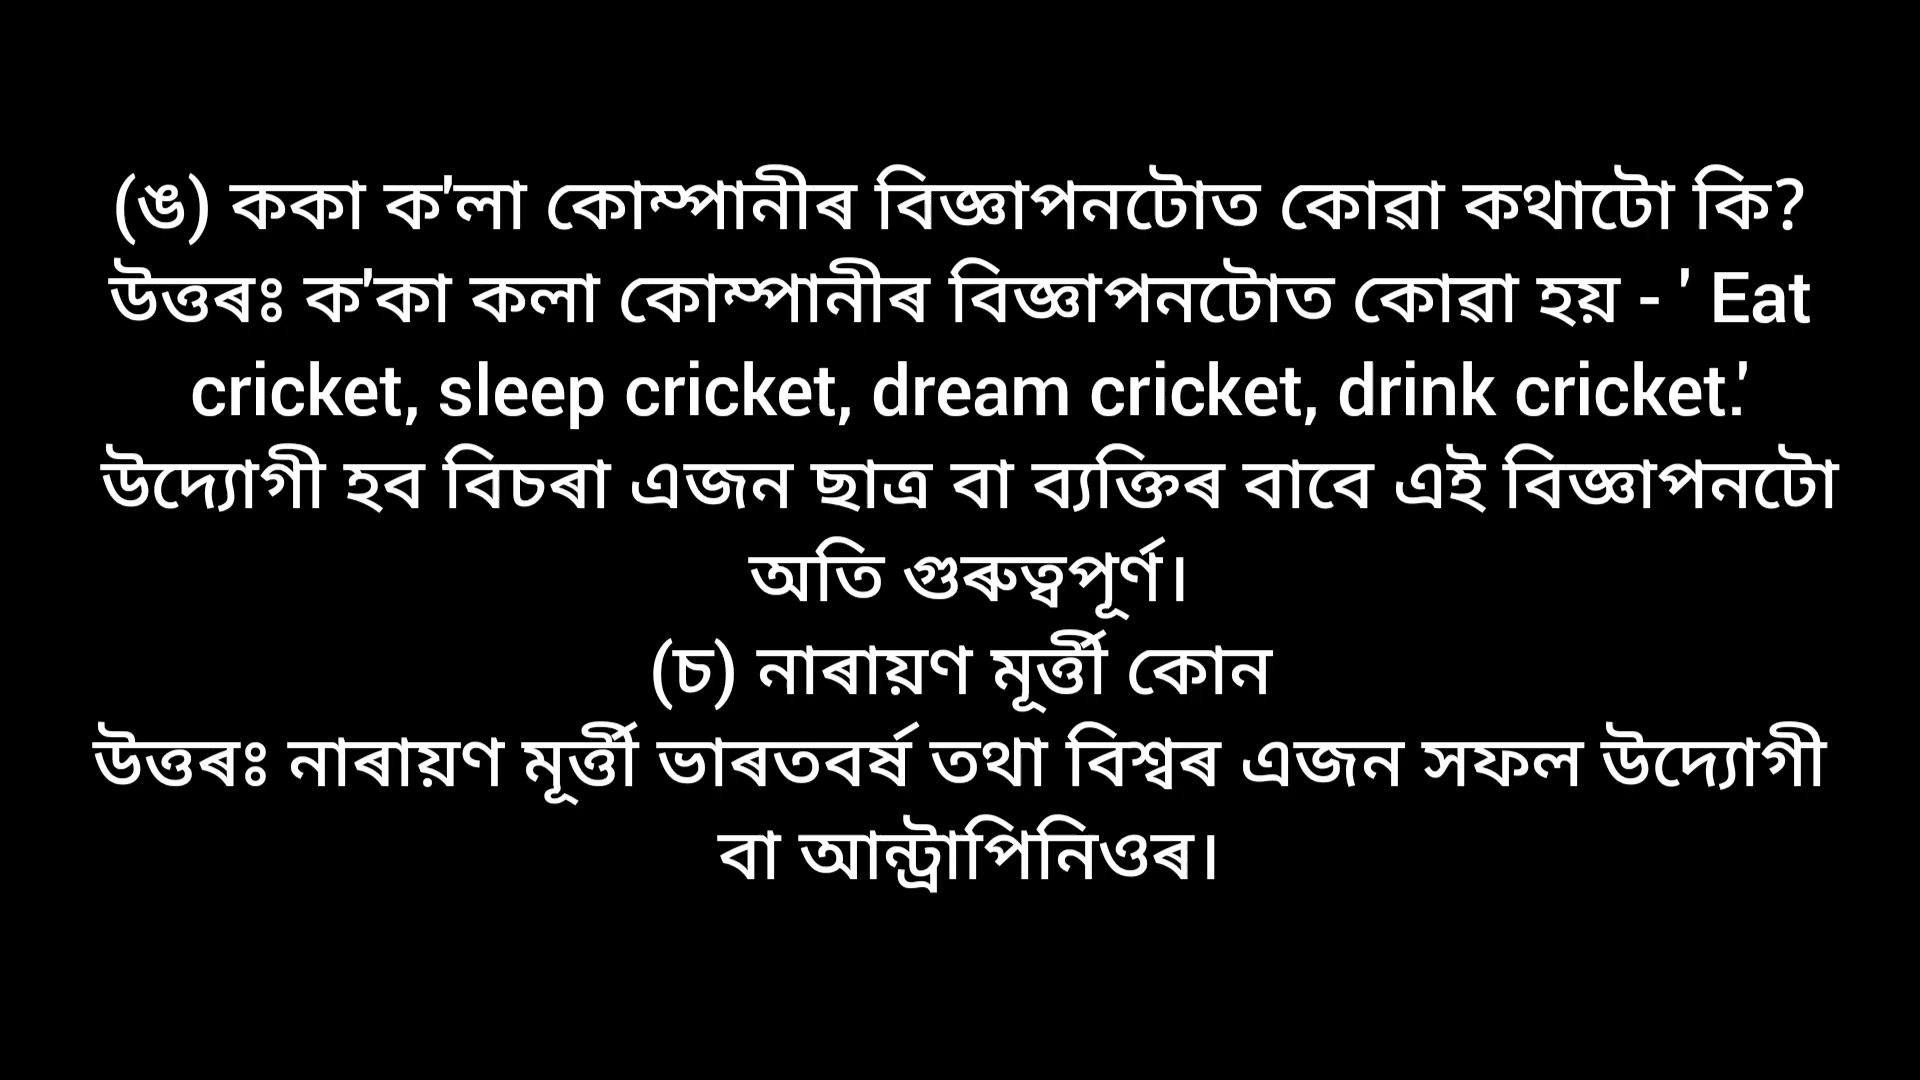 (ঙ) ককা ক'লা কোম্পানীৰ বিজ্ঞাপনটোত কোৱা কথাটো কি?
উত্তৰঃ ক'কা কলা কোম্পানীৰ বিজ্ঞাপনটোত কোৱা হয় - ' Eat
cricket, sleep cricket, dream cricket, drink cricket.'
উদ্যোগী হব বিচৰা এজন ছাত্ৰ বা ব্যক্তিৰ বাবে এই বিজ্ঞাপনটো
অতি গুৰুত্বপূৰ্ণ।
(চ) নাৰায়ণ মূৰ্ত্তী কোন
উত্তৰঃ নাৰায়ণ মূৰ্ত্তী ভাৰতবৰ্ষ তথা বিশ্বৰ এজন সফল উদ্যোগী
বা আন্ট্ৰাপিনিওৰ।